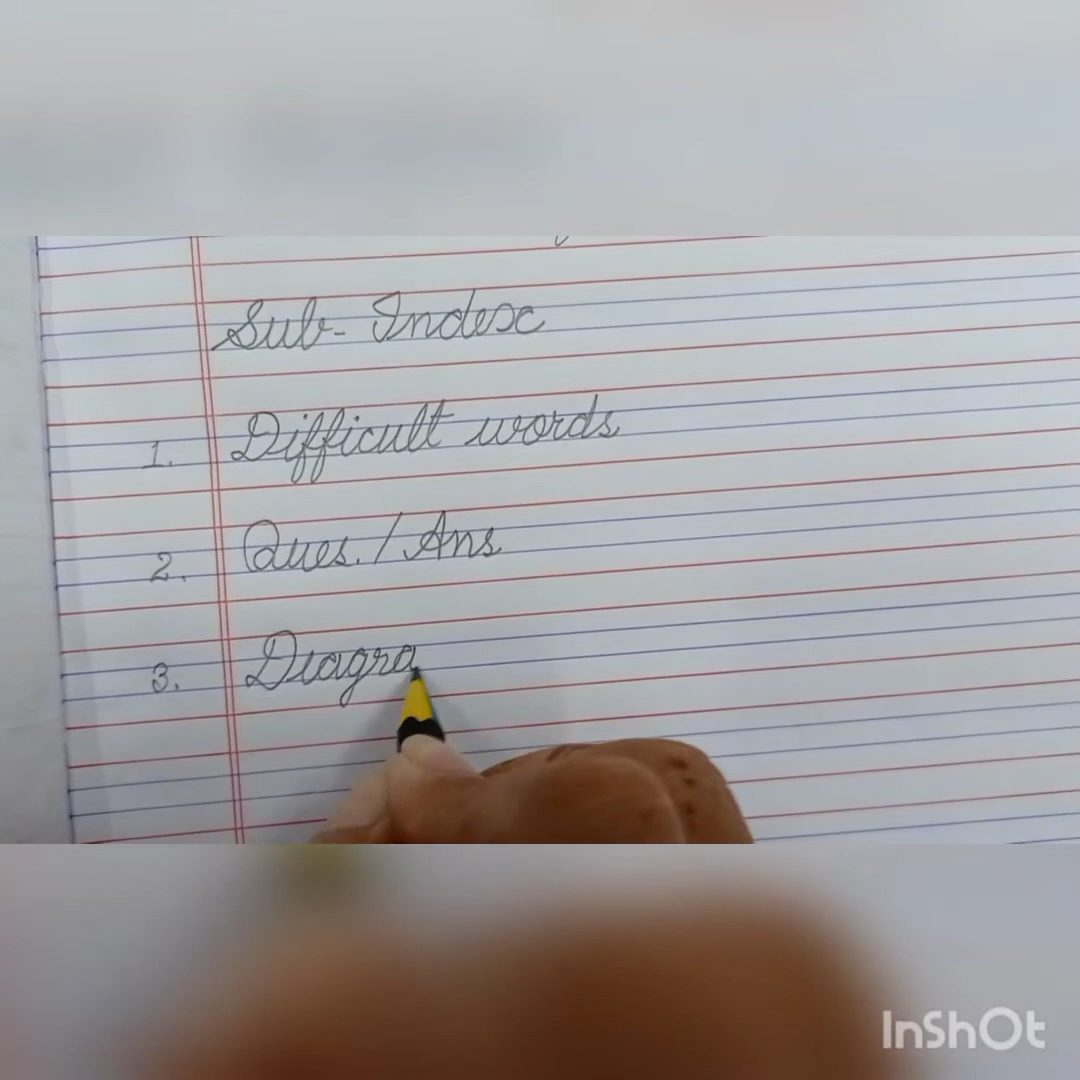 Sub-Index
1. Difficult words
2. Ques. / Ans
3. Diagra
InShOt